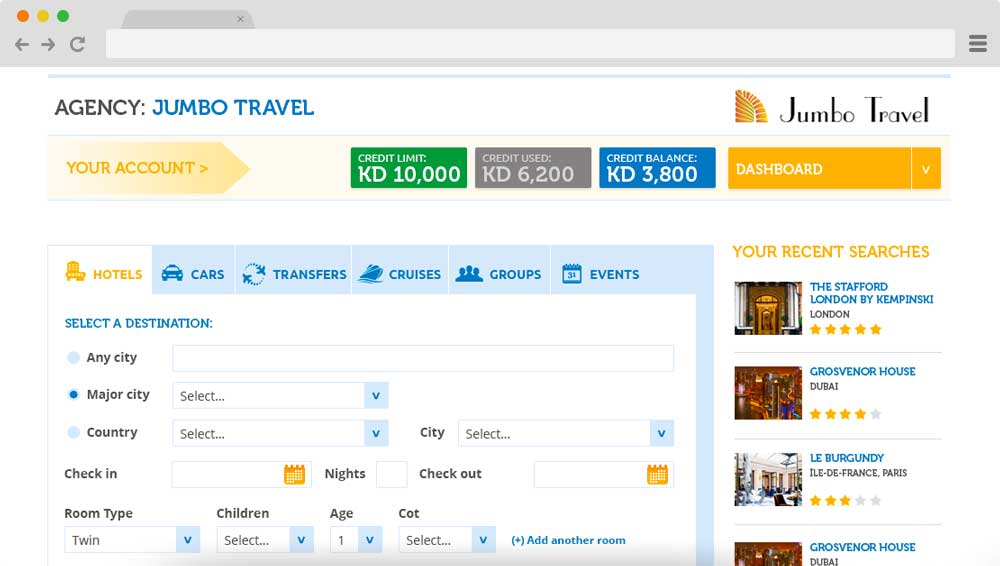 AGENCY: JUMBO TRAVEL
Jumbo Travel
YOUR ACCOUNT >
CREDIT LIMIT:
KD 10,000
CREDIT USED:
KD 6,200
CREDIT BALANCE:
KD 3,800
DASHBOARD
HOTELS
CARS
TRANSFERS
CRUISES
GROUPS
31 EVENTS
SELECT A DESTINATION:
Any city
Major city Select...
Country Select... City Select...
Check in Nights Check out
Room Type Children Age Cot
Twin Select... 1 Select... (+) Add another room
YOUR RECENT SEARCHES
THE STAFFORD
LONDON BY KEMPINSKI
LONDON
GROSVENOR HOUSE
DUBAI
LE BURGUNDY
ÎLE-DE-FRANCE, PARIS
GROSVENOR HOUSE
DUBAI